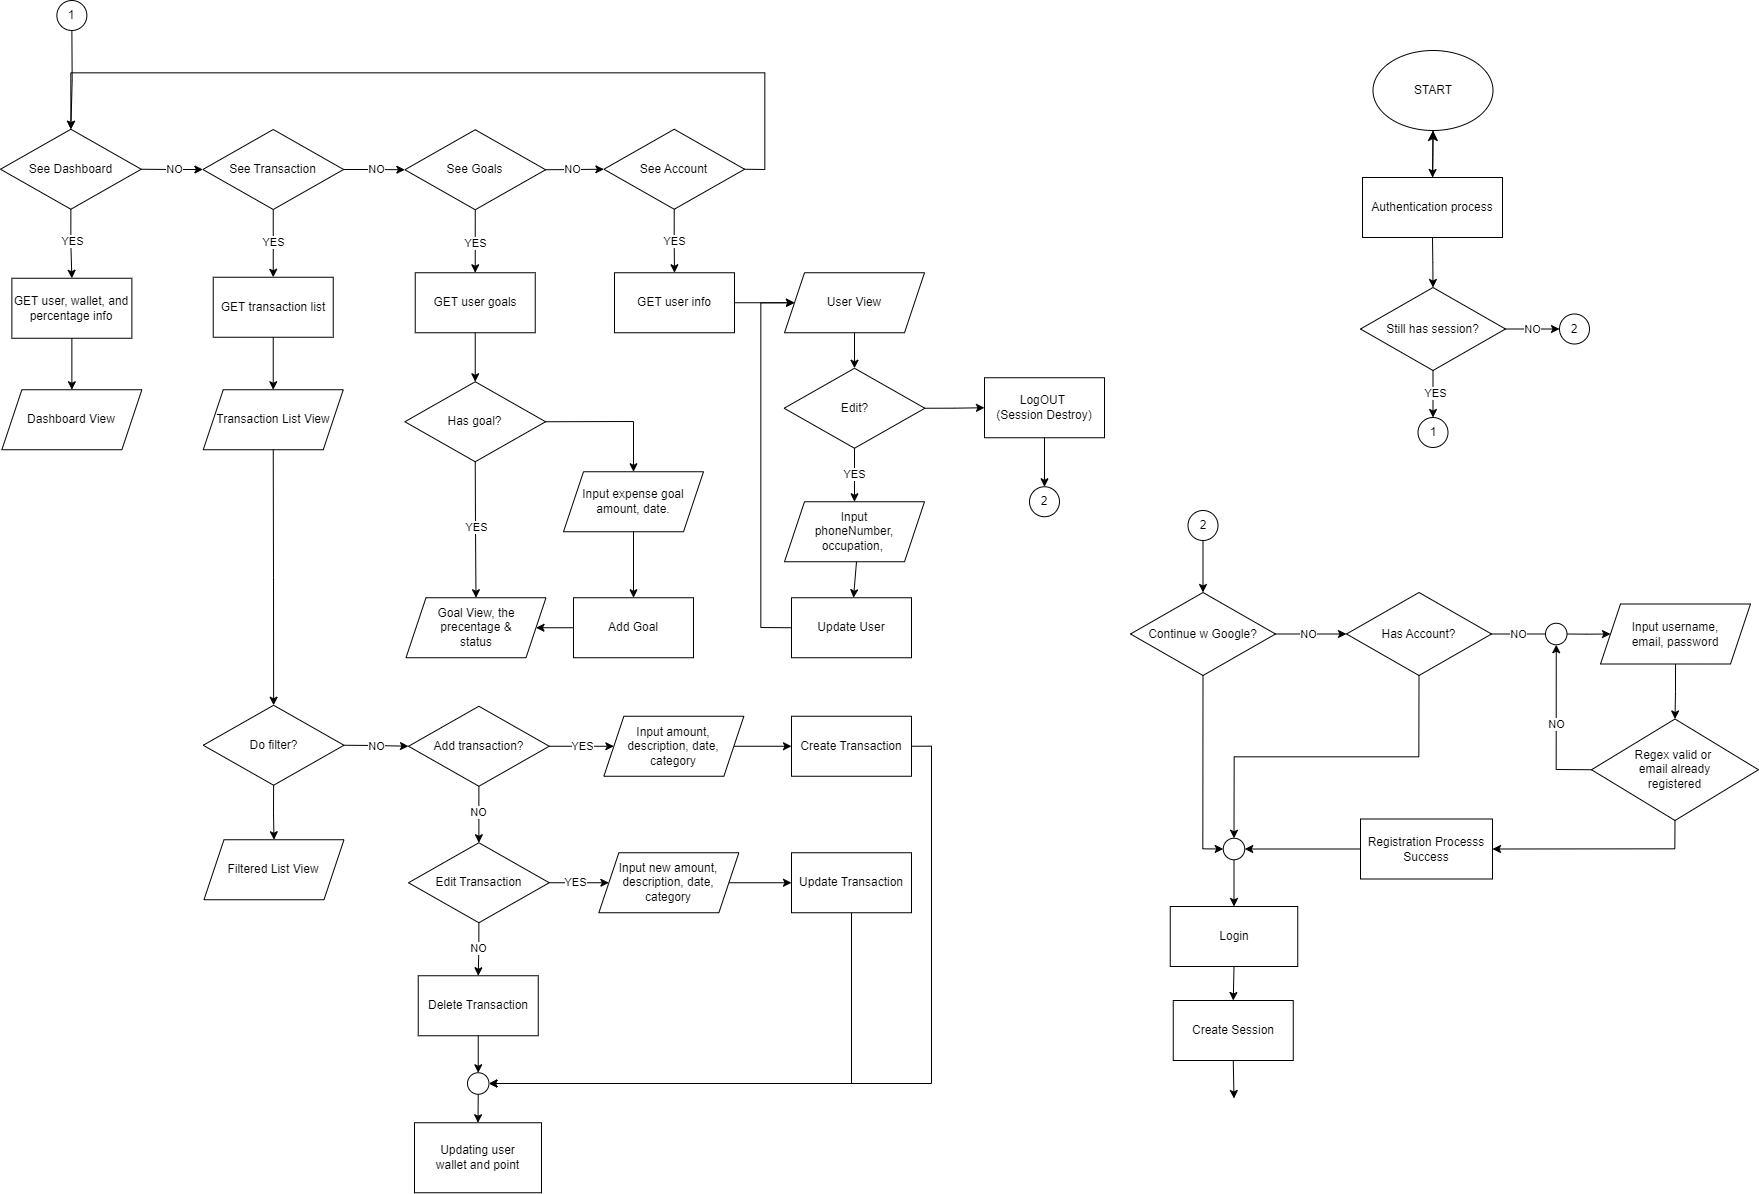 1
START
See Dashboard
NO
See Transaction
NO
See Goals
NO
See Account
Authentication process
YES
YES
YES
YES
GET user, wallet, and
percentage info
GET transaction list
GET user goals
GET user info
User View
Still has session?
NO
2
YES
1
Dashboard View
Transaction List View
Has goal?
Edit?
LogOUT
(Session Destroy)
2
YES
Input expense goal
amount, date.
YES
Input
phoneNumber,
occupation,
Goal View, the
precentage &
status
Add Goal
Update User
2
Continue w Google?
NO
Has Account?
NO
Input username,
email, password
NO
Regex valid or
email already
registered
Registration Processs
Success
Login
Create Session
Do filter?
NO
Add transaction?
YES
Input amount,
description, date,
category
Create Transaction
NO
Filtered List View
Edit Transaction
YES
Input new amount,
description, date,
category
Update Transaction
NO
Delete Transaction
Updating user
wallet and point